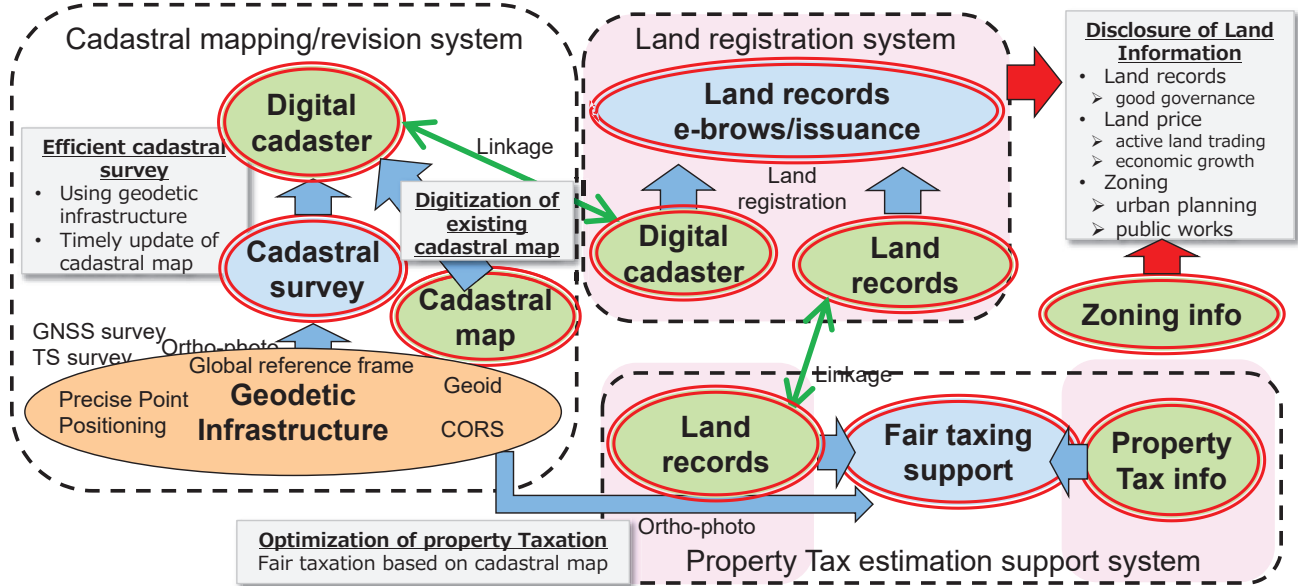 Cadastral mapping/revision system
Digital
cadaster
Efficient cadastral
survey
• Using geodetic
infrastructure
• Timely update of
cadastral map
Linkage
Digitization of
existing
cadastral map
Cadastral
survey
Cadastral
map
GNSS survey
TS survey
Ortho-photo
Global reference frame
Geodetic
Infrastructure
Precise Point
Positioning
Geoid
CORS
Land registration system
Land records
e-brows/issuance
Land
registration
Digital
cadaster
Land
records
Disclosure of Land
Information
• Land records
➢ good governance
• Land price
➢ active land trading
➢ economic growth
• Zoning
➢ urban planning
➢ public works
Zoning info
Linkage
Land
records
Fair taxing
support
Property
Tax info
Ortho-photo
Optimization of property Taxation
Fair taxation based on cadastral map
Property Tax estimation support system